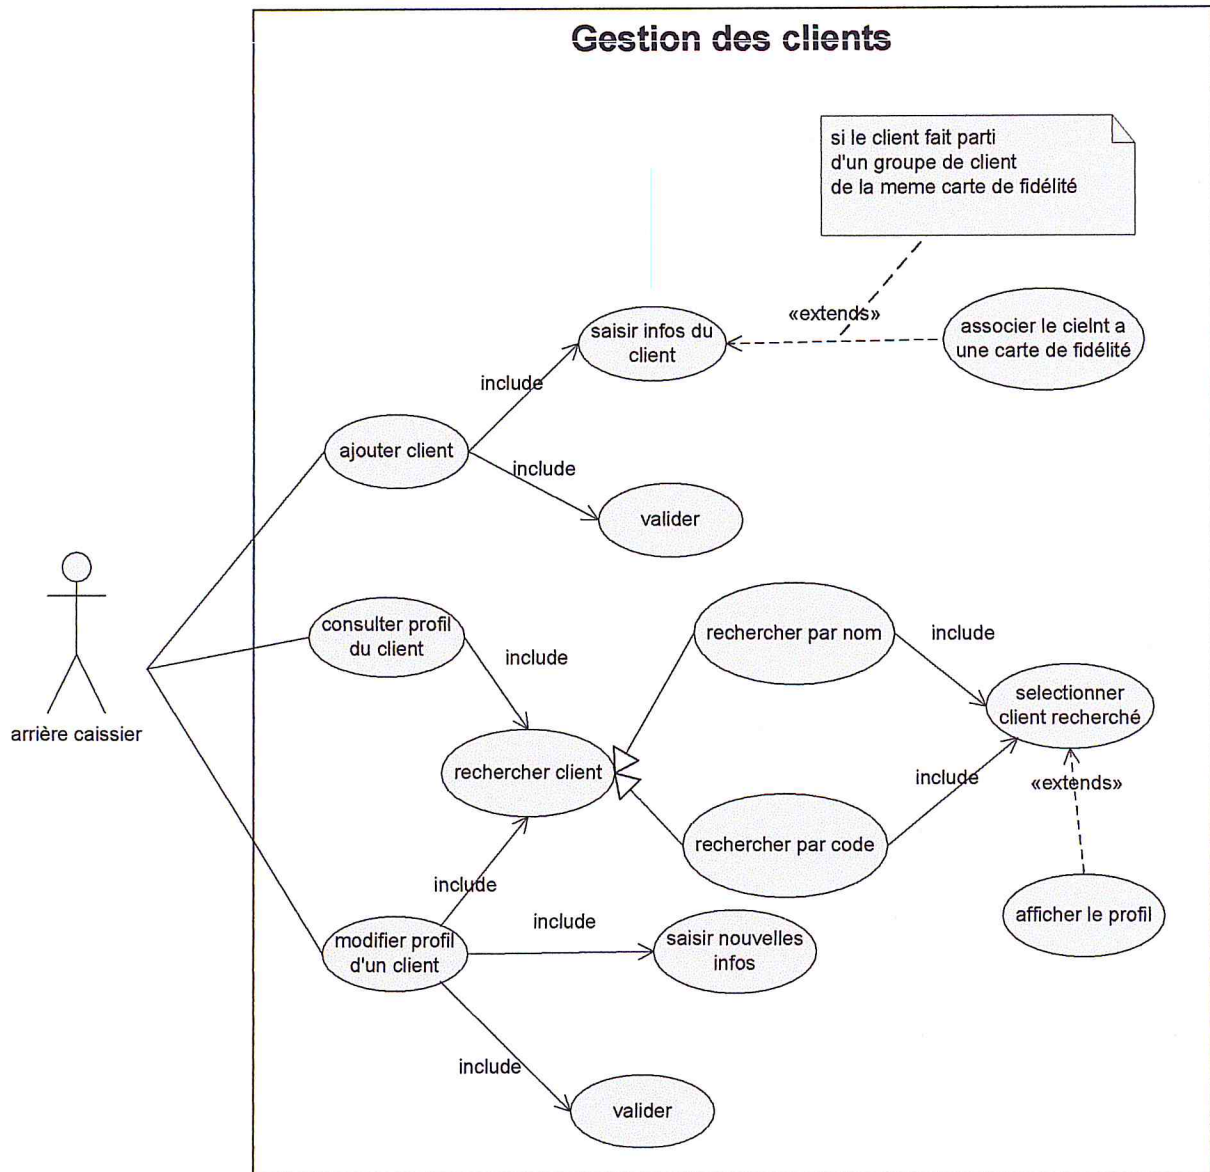 Gestion des clients
si le client fait parti
d'un groupe de client
de la meme carte de fidélité
«extends»
saisir infos du
client
associer le cielnt a
une carte de fidélité
include
ajouter client
include
valider
consulter profil
du client
include
rechercher par nom
include
selectionner
client recherché
arrière caissier
rechercher client
include
«extends»
rechercher par code
include
afficher le profil
include
modifier profil
d'un client
saisir nouvelles
infos
include
valider